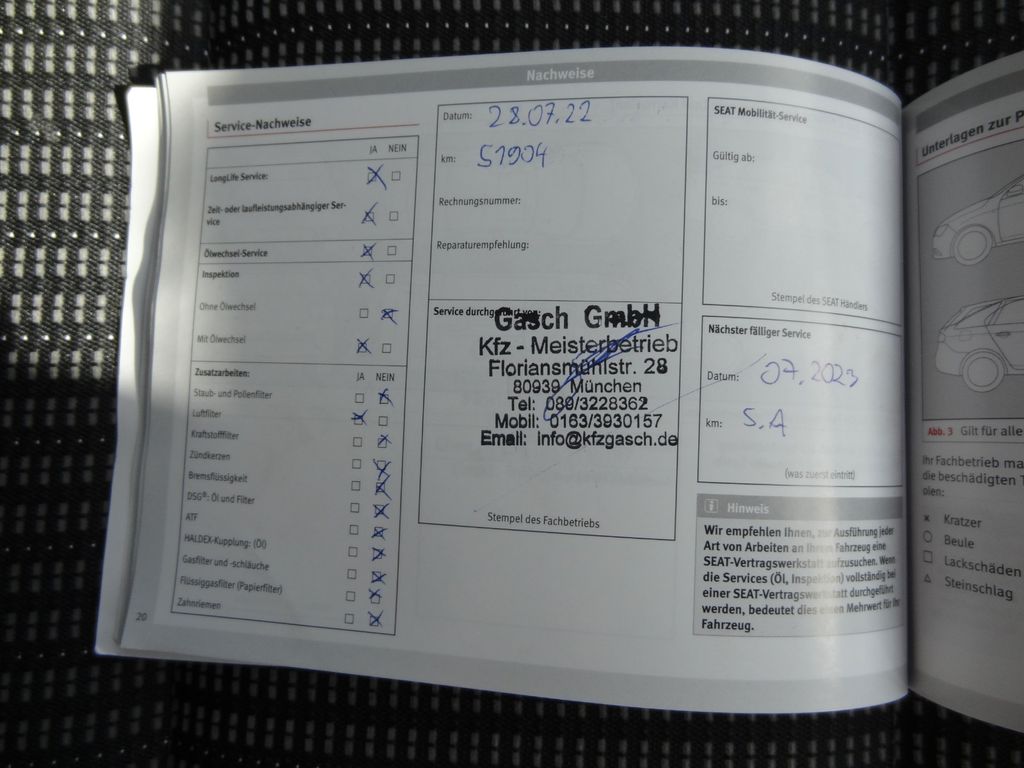 Nachweise
Service-Nachweise
JA NEIN
LongLife Service:
Zeit- oder laufleistungsabhängiger Ser-
vice
Ölwechsel-Service
Inspektion
Ohne Ölwechsel
Mit Ölwechsel
Zusatzarbeiten: JA NEIN
Staub- und Pollenfilter
Luftfilter
Kraftstofffilter
Zündkerzen
Bremsflüssigkeit
DSG®: Öl und Filter
ATF
HALDEX-Kupplung: (Öl)
Gasfilter und -schläuche
Flüssiggasfilter (Papierfilter)
Zahnriemen
20
Datum: 28.07.22
km: 51904
Rechnungsnummer:
Reparaturempfehlung:
Service durchgeführt von:
Gasch GmbH
Kfz - Meisterbetrieb
Floriansmühlstr. 28
80939 München
Tel: 089/3228362
Mobil: 0163/3930157
Email: info@kfzgasch.de
Stempel des Fachbetriebs
SEAT Mobilität-Service
Gültig ab:
bis:
Stempel des SEAT Händlers
Nächster fälliger Service
Datum: 07.2023
km: S.A
(was zuerst eintritt)
Hinweis
Wir empfehlen Ihnen, zur Ausführung jeder
Art von Arbeiten an Ihrem Fahrzeug eine
SEAT-Vertragswerkstatt aufzusuchen. Wenn
die Services (Öl, Inspektion) vollständig bei
einer SEAT-Vertragswerkstatt durchgeführt
werden, bedeutet dies einen Mehrwert für Ihr
Fahrzeug.
Unterlagen zur
Abb. 3 Gilt für alle
Ihr Fachbetrieb
die beschädigten
olen:
× Kratzer
○ Beule
□ Lackschäden
△ Steinschlag